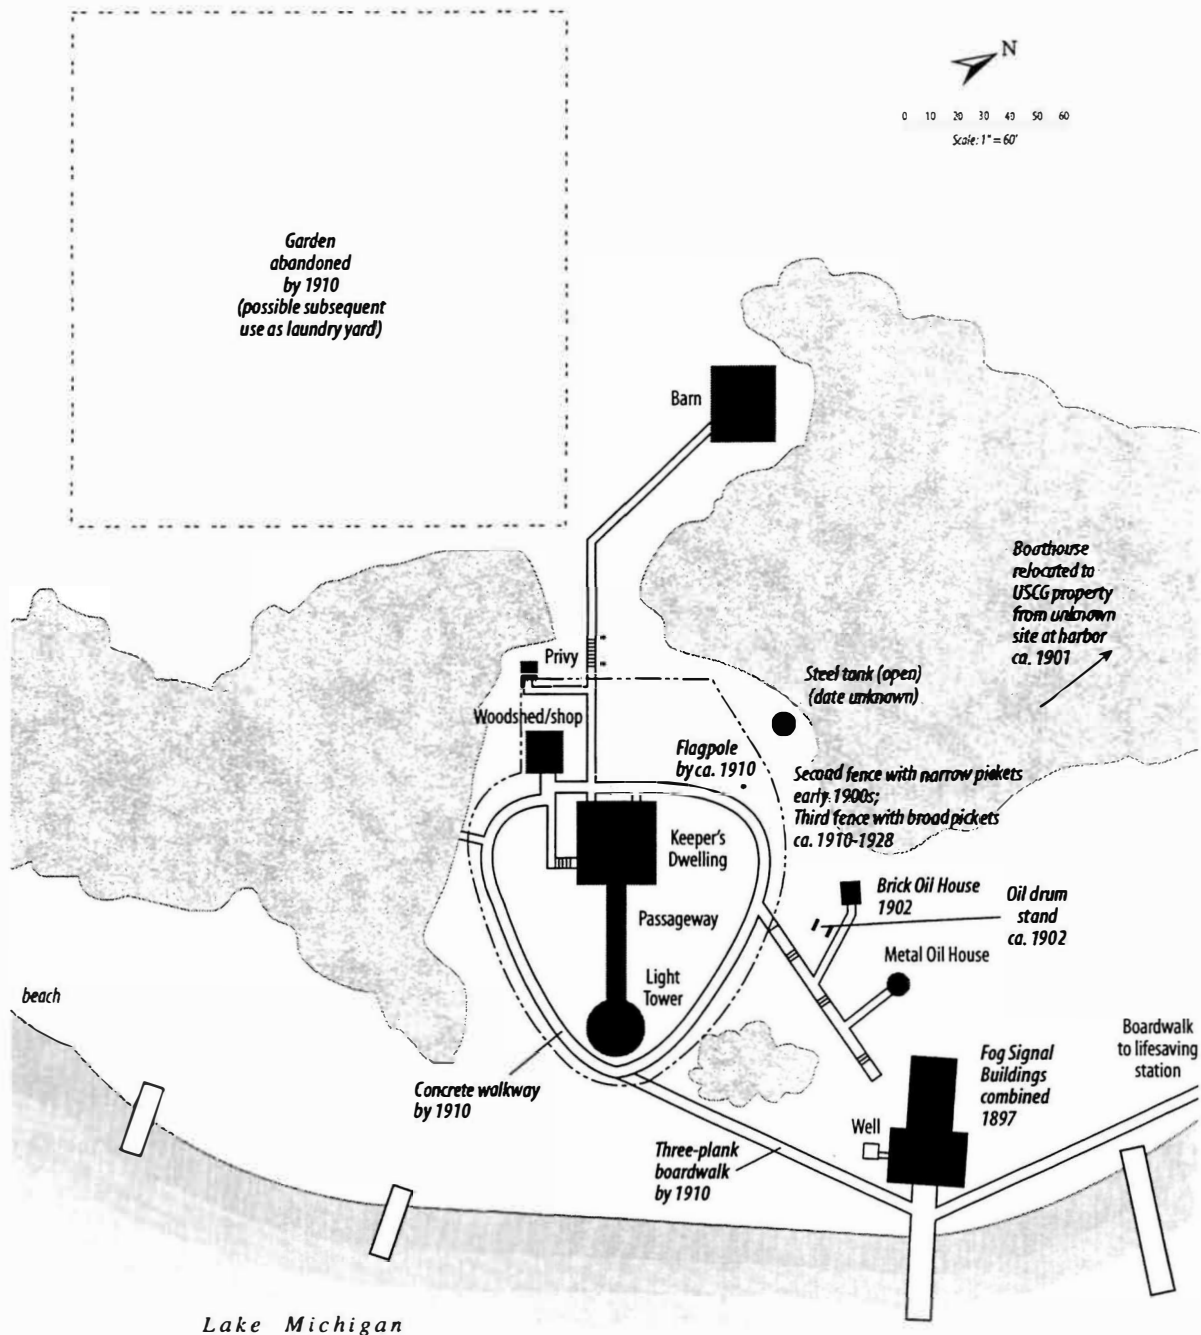 N
0 10 20 30 40 50 60
Scale: 1" = 60'
Garden
abandoned
by 1910
(possible subsequent
use as laundry yard)
Barn
Boathouse
relocated to
USCG property
from unknown
site at harbor
ca. 1901
Privy
Steel tank (open)
(date unknown)
Woodshed/shop
Flagpole
by ca. 1910
Second fence with narrow pickets
early 1900s;
Third fence with broad pickets
ca. 1910-1928
Keeper's
Dwelling
Brick Oil House
1902
Oil drum
stand
ca. 1902
Passageway
Metal Oil House
Light
Tower
beach
Boardwalk
to lifesaving
station
Fog Signal
Buildings
combined
1897
Concrete walkway
by 1910
Well
Three-plank
boardwalk
by 1910
Lake Michigan